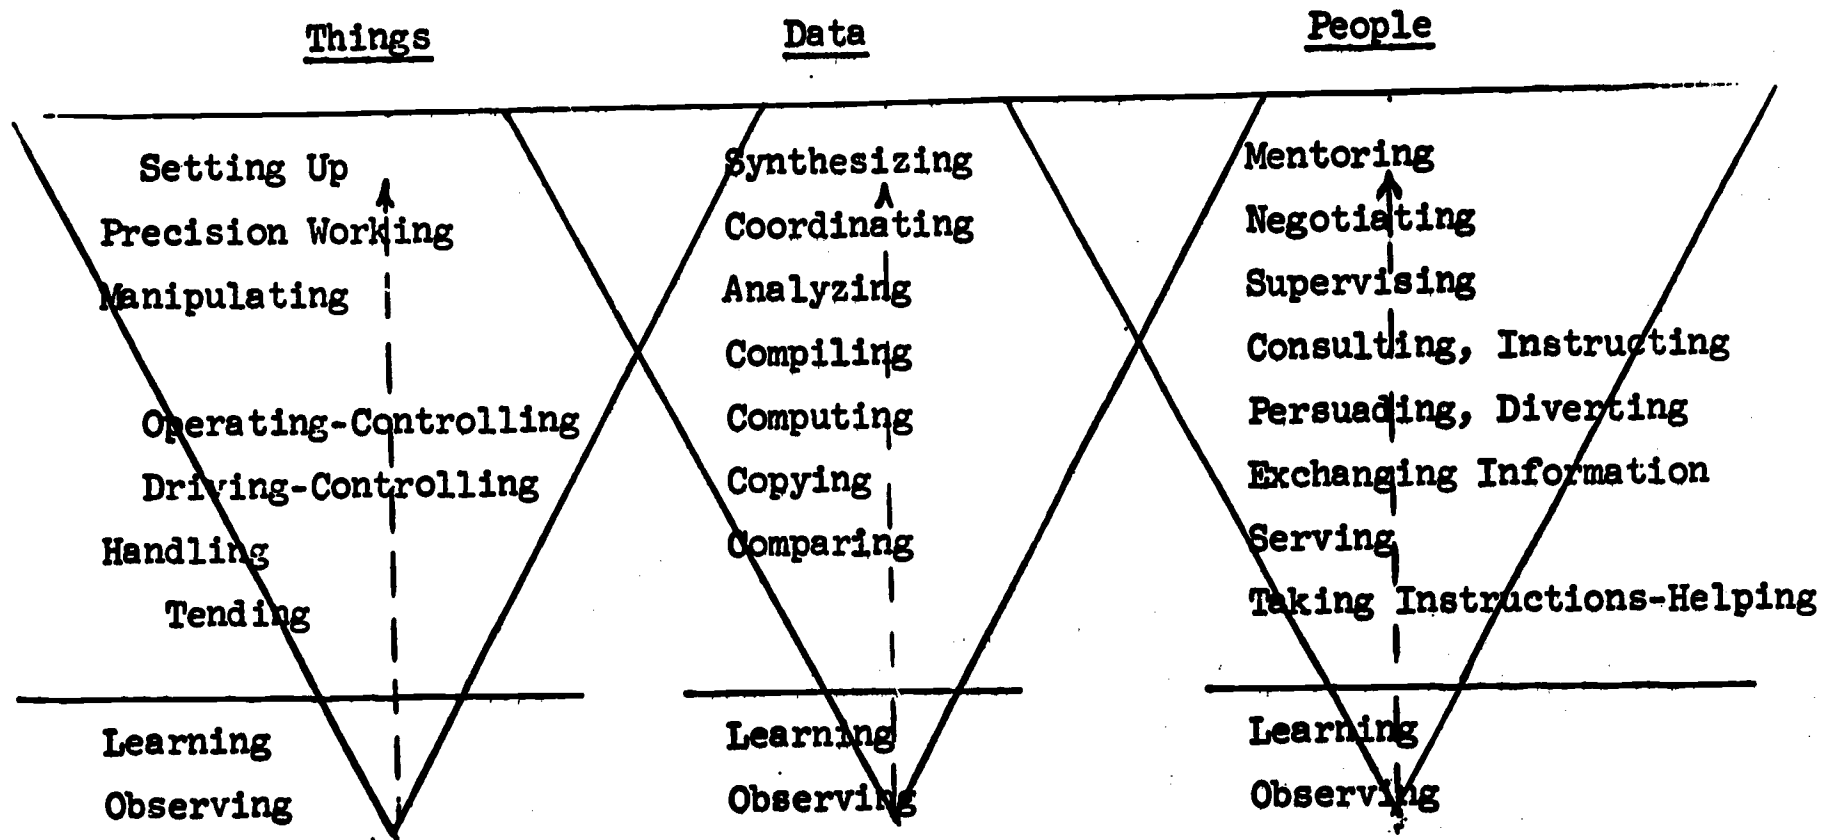 Things
Setting Up
Precision Working
Manipulating
Operating-Controlling
Driving-Controlling
Handling
Tending
Learning
Observing
Data
Synthesizing
Coordinating
Analyzing
Compiling
Computing
Copying
Comparing
Learning
Observing
People
Mentoring
Negotiating
Supervising
Consulting, Instructing
Persuading, Diverting
Exchanging Information
Serving
Taking Instructions-Helping
Learning
Observing